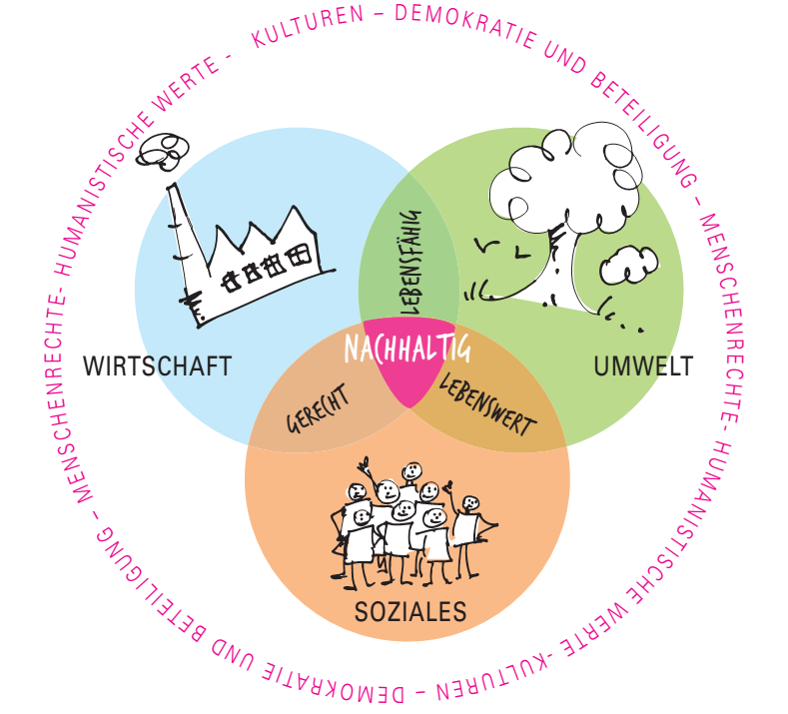 KULTUREN – DEMOKRATIE UND BETEILIGUNG – MENSCHENRECHTE- HUMANISTISCHE WERTE -KULTUREN – DEMOKRATIE UND BETEILIGUNG – MENSCHENRECHTE- HUMANISTISCHE WERTE -
LEBENSFÄHIG
NACHHALTIG
WIRTSCHAFT
UMWELT
GERECHT
LEBENSWERT
SOZIALES